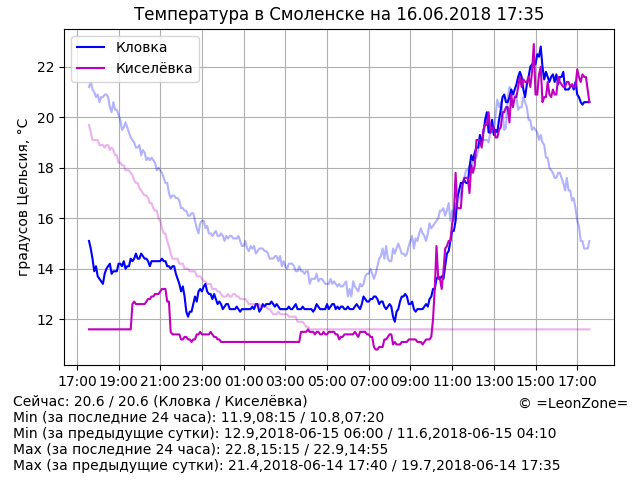 Температура в Смоленске на 16.06.2018 17:35
Кловка
Киселёвка
градусов Цельсия, °C
22
20
18
16
14
12
17:00 19:00 21:00 23:00 01:00 03:00 05:00 07:00 09:00 11:00 13:00 15:00 17:00
Сейчас: 20.6 / 20.6 (Кловка / Киселёвка)
© =LeonZone=
Min (за последние 24 часа): 11.9,08:15 / 10.8,07:20
Min (за предыдущие сутки): 12.9,2018-06-15 06:00 / 11.6,2018-06-15 04:10
Max (за последние 24 часа): 22.8,15:15 / 22.9,14:55
Max (за предыдущие сутки): 21.4,2018-06-14 17:40 / 19.7,2018-06-14 17:35